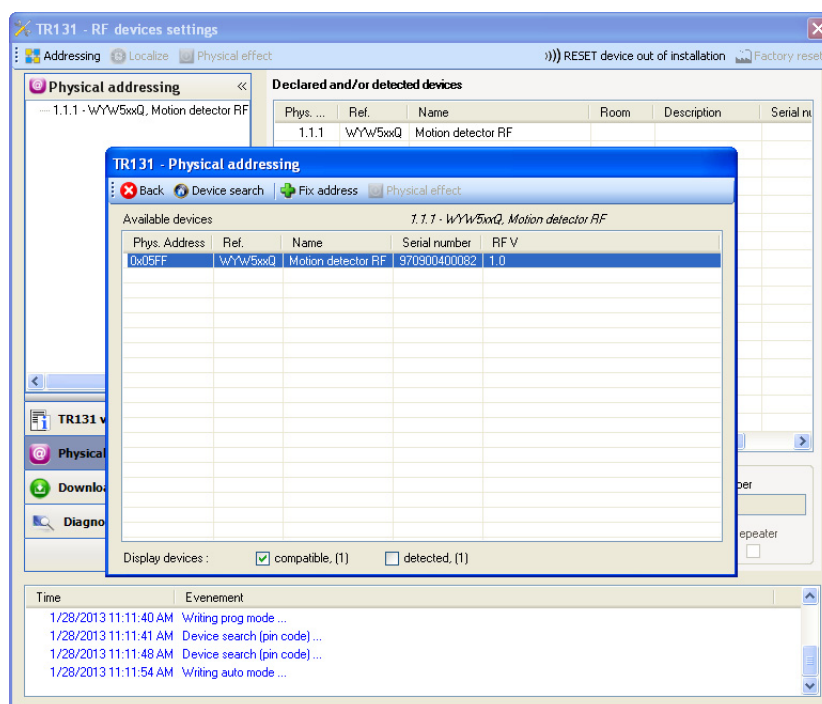 TR131 - RF devices settings
Addressing Localize Physical effect ))) RESET device out of installation Factory reset
Physical addressing «
1.1.1 - WYW5xxQ, Motion detector RF
Declared and/or detected devices
Phys. ... Ref. Name Room Description Serial nu
1.1.1 WYW5xxQ Motion detector RF
TR131 - Physical addressing
Back Device search Fix address Physical effect
Available devices 1.1.1 - WYW5xxQ, Motion detector RF
Phys. Address Ref. Name Serial number RF V
0x05FF WYW5xxQ Motion detector RF 970900400082 1.0
TR131 v
Physical
Downloa
Diagno
ber
epeater
Display devices : compatible, (1) detected, (1)
Time Evenement
1/28/2013 11:11:40 AM Writing prog mode ...
1/28/2013 11:11:41 AM Device search (pin code) ...
1/28/2013 11:11:48 AM Device search (pin code) ...
1/28/2013 11:11:54 AM Writing auto mode ...